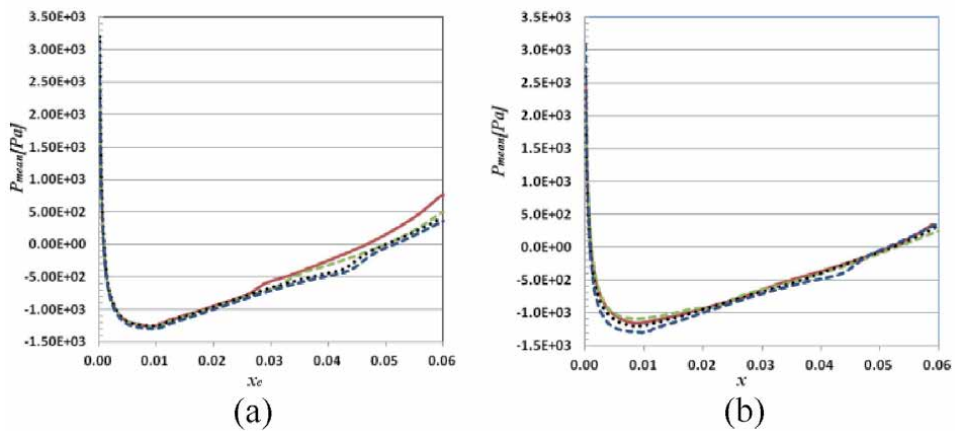 3.50E+03
3.00E+03
2.50E+03
2.00E+03
1.50E+03
1.00E+03
5.00E+02
0.00E+00
-5.00E+02
-1.00E+03
-1.50E+03
Pmean[Pa]
0.00 0.01 0.02 0.03 0.04 0.05 0.06
xc
(a)
3.5E+03
3.0E+03
2.5E+03
2.0E+03
1.5E+03
1.0E+03
5.0E+02
0.0E+00
-5.0E+02
-1.0E+03
-1.5E+03
Pmean[Pa]
0.00 0.01 0.02 0.03 0.04 0.05 0.06
x
(b)